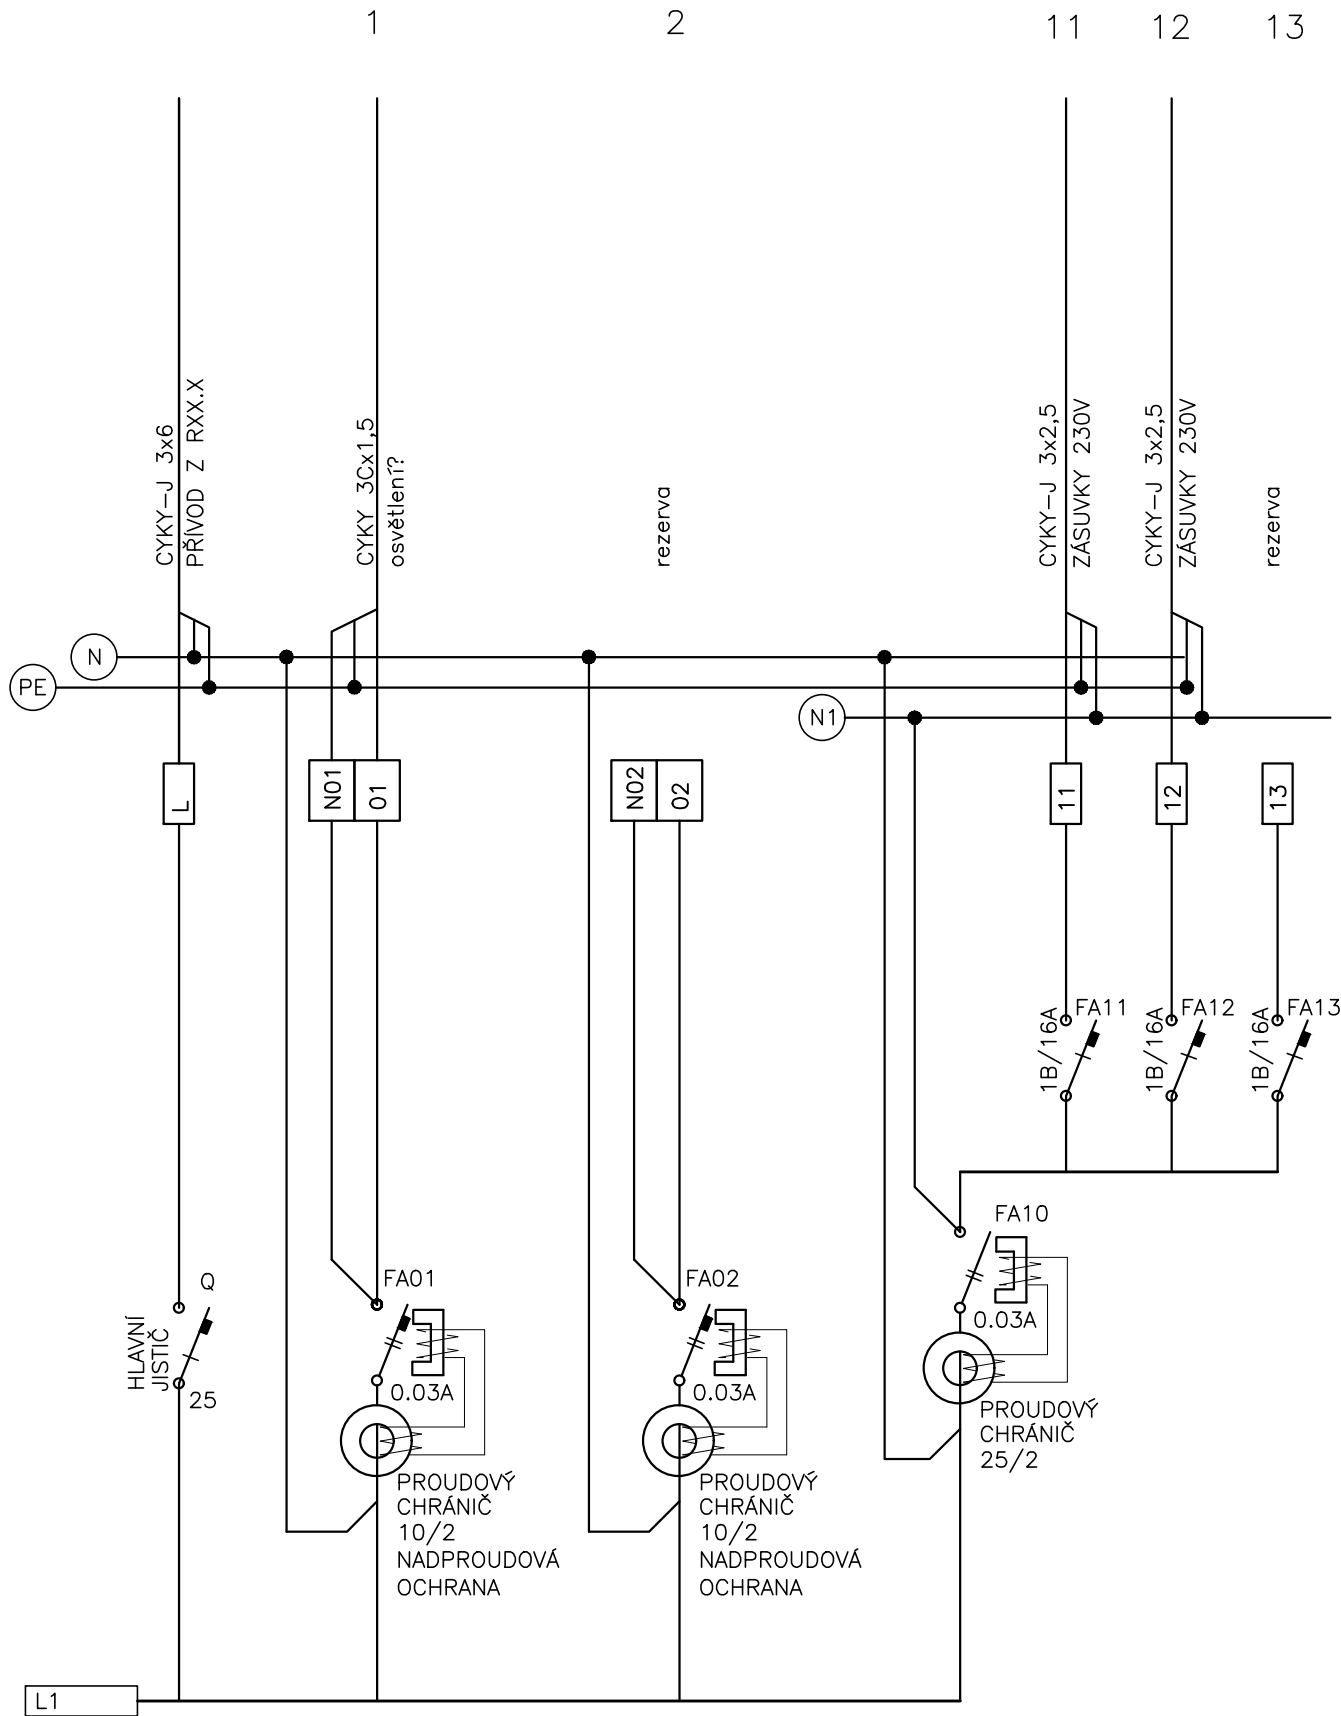 1
2
11
12
13
CYKY-J 3x6
PŘÍVOD Z RXX.X
CYKY 3Cx1,5
osvětlení?
rezerva
CYKY-J 3x2,5
ZÁSUVKY 230V
CYKY-J 3x2,5
ZÁSUVKY 230V
rezerva
N
PE
N1
L
N01
01
N02
02
11
12
13
1B/16A
FA11
1B/16A
FA12
1B/16A
FA13
FA10
0.03A
PROUDOVÝ
CHRÁNIČ
25/2
HLAVNÍ
JISTIČ
Q
25
FA01
0.03A
PROUDOVÝ
CHRÁNIČ
10/2
NADPROUDOVÁ
OCHRANA
FA02
0.03A
PROUDOVÝ
CHRÁNIČ
10/2
NADPROUDOVÁ
OCHRANA
L1